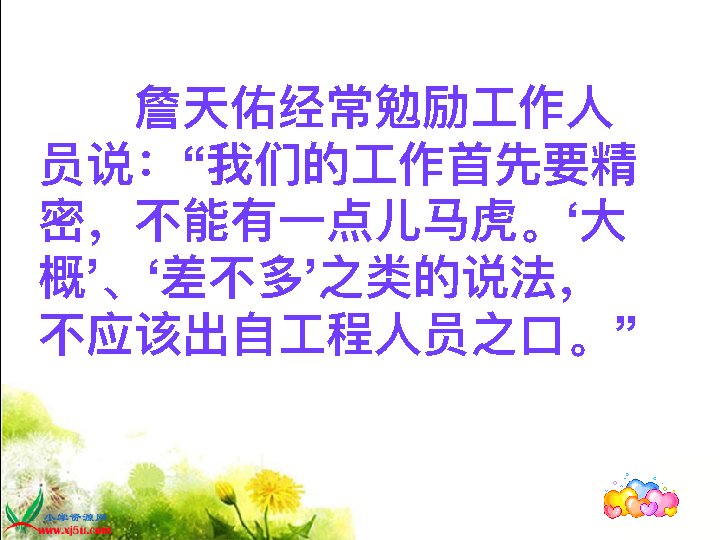 詹天佑经常勉励工作人
员说：“我们的工作首先要精
密，不能有一点儿马虎。‘大
概’、‘差不多’之类的说法，
不应该出自工程人员之口。”
小学资源网
www.xj5u.com